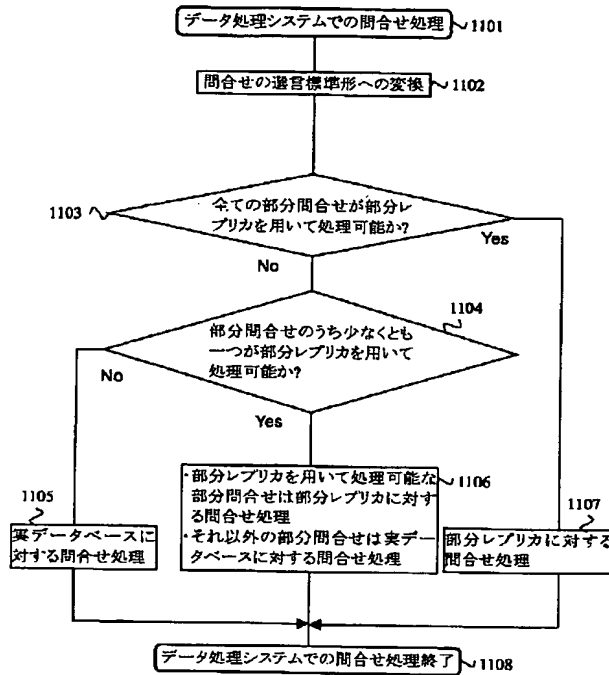 データ処理システムでの問合せ処理
1101
問合せの選言標準形への変換
1102
1103
全ての部分問合せが部分レ
プリカを用いて処理可能か?
Yes
No
1104
部分問合せのうち少なくとも
一つが部分レプリカを用いて
処理可能か?
No
Yes
1105
実データベースに
対する問合せ処理
1106
・部分レプリカを用いて処理可能な
部分問合せは部分レプリカに対す
る問合せ処理
・それ以外の部分問合せは実デー
タベースに対する問合せ処理
1107
部分レプリカに対する
問合せ処理
データ処理システムでの問合せ処理終了
1108